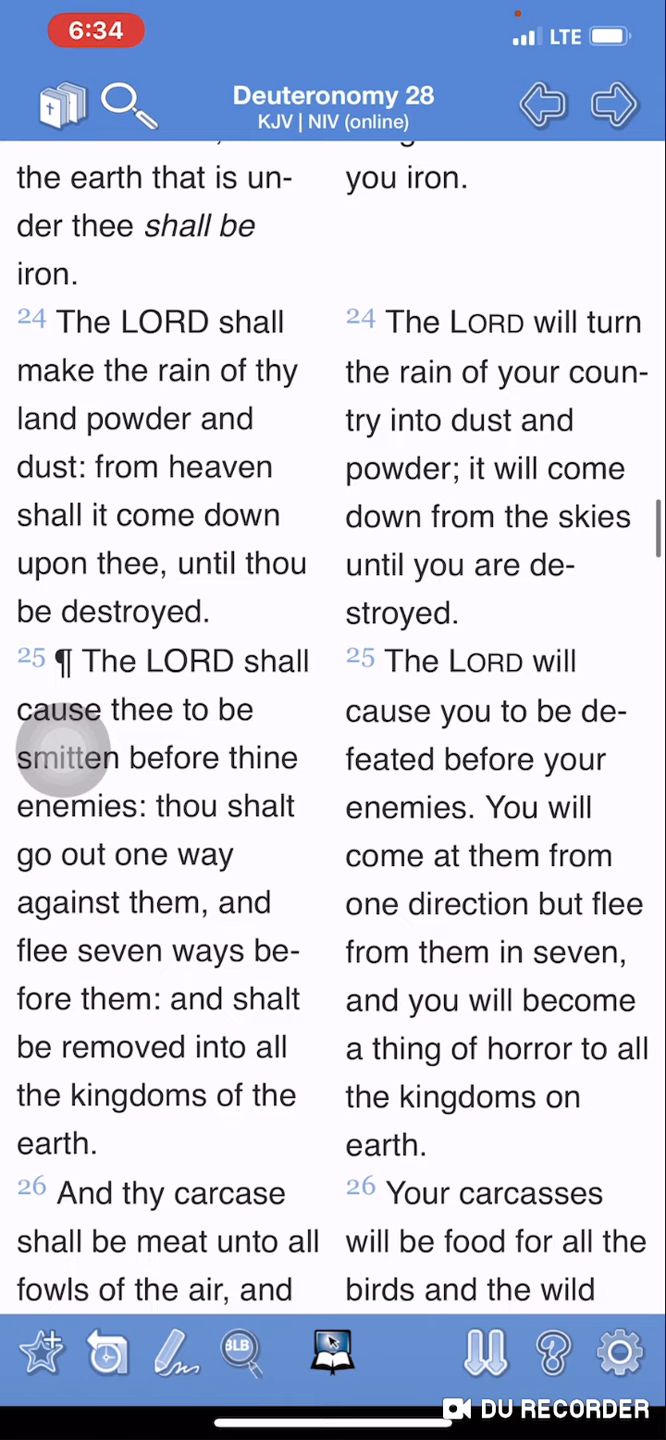 6:34
LTE
Deuteronomy 28
KJV | NIV (online)
the earth that is un-
der thee shall be
iron.
24 The LORD shall
make the rain of thy
land powder and
dust: from heaven
shall it come down
upon thee, until thou
be destroyed.
25 ¶ The LORD shall
cause thee to be
smitten before thine
enemies: thou shalt
go out one way
against them, and
flee seven ways be-
fore them: and shalt
be removed into all
the kingdoms of the
earth.
26 And thy carcase
shall be meat unto all
fowls of the air, and
you iron.
24 The LORD will turn
the rain of your coun-
try into dust and
powder; it will come
down from the skies
until you are de-
stroyed.
25 The LORD will
cause you to be de-
feated before your
enemies. You will
come at them from
one direction but flee
from them in seven,
and you will become
a thing of horror to all
the kingdoms on
earth.
26 Your carcasses
will be food for all the
birds and the wild
BLB
DU RECORDER